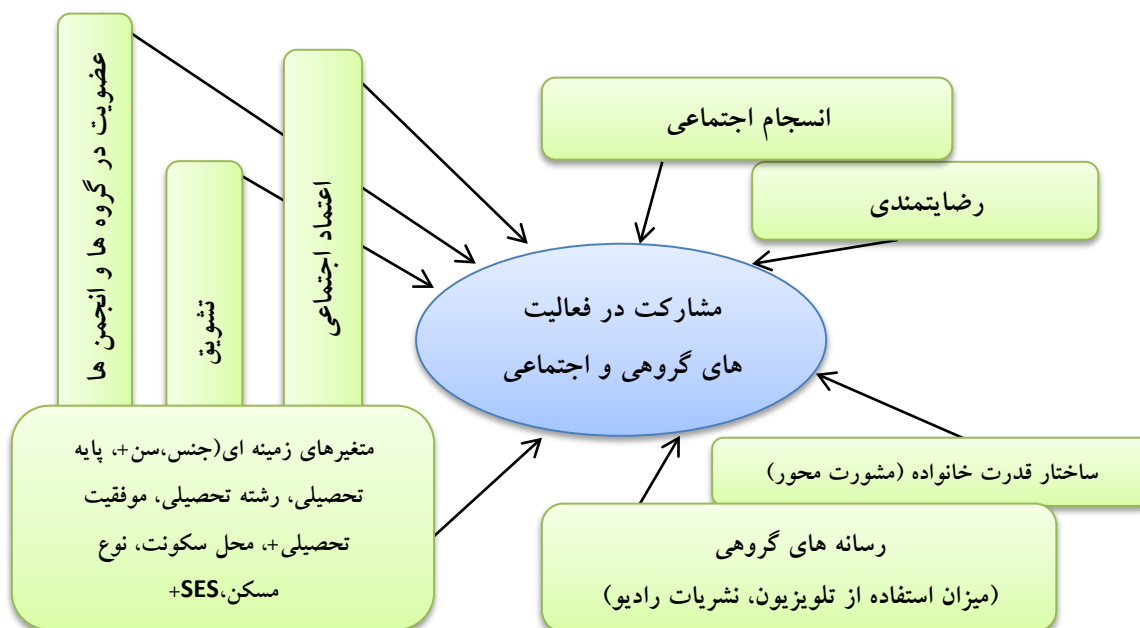 انسجام اجتماعی
رضایتمندی
عضویت در گروه ها و انجمن ها
تشویق
اعتماد اجتماعی
مشارکت در فعالیت
های گروهی و اجتماعی
متغیرهای زمینه ای(جنس،سن+، پایه
تحصیلی، رشته تحصیلی، موفقیت
تحصیلی+، محل سکونت، نوع
مسکن،SES+
ساختار قدرت خانواده (مشورت محور)
رسانه های گروهی
(میزان استفاده از تلویزیون، نشریات رادیو)